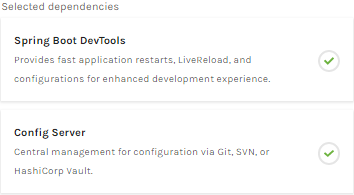 Selected dependencies
Spring Boot DevTools
Provides fast application restarts, LiveReload, and
configurations for enhanced development experience.
Config Server
Central management for configuration via Git, SVN, or
HashiCorp Vault.